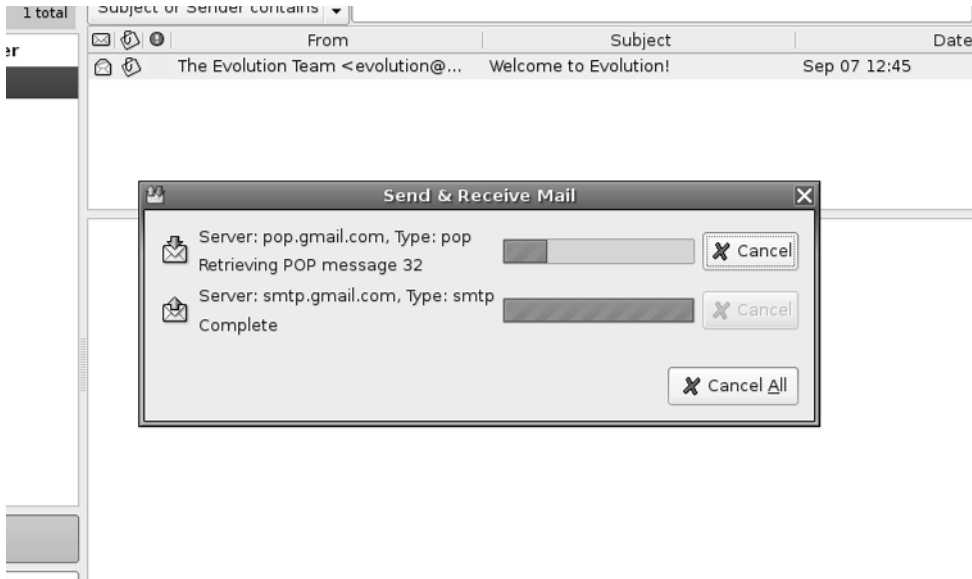 1 total
Subject or Sender contains
er
From Subject Date
The Evolution Team <evolution@... Welcome to Evolution! Sep 07 12:45
Send & Receive Mail
Server: pop.gmail.com, Type: pop
Retrieving POP message 32
Cancel
Server: smtp.gmail.com, Type: smtp
Complete
Cancel
Cancel All